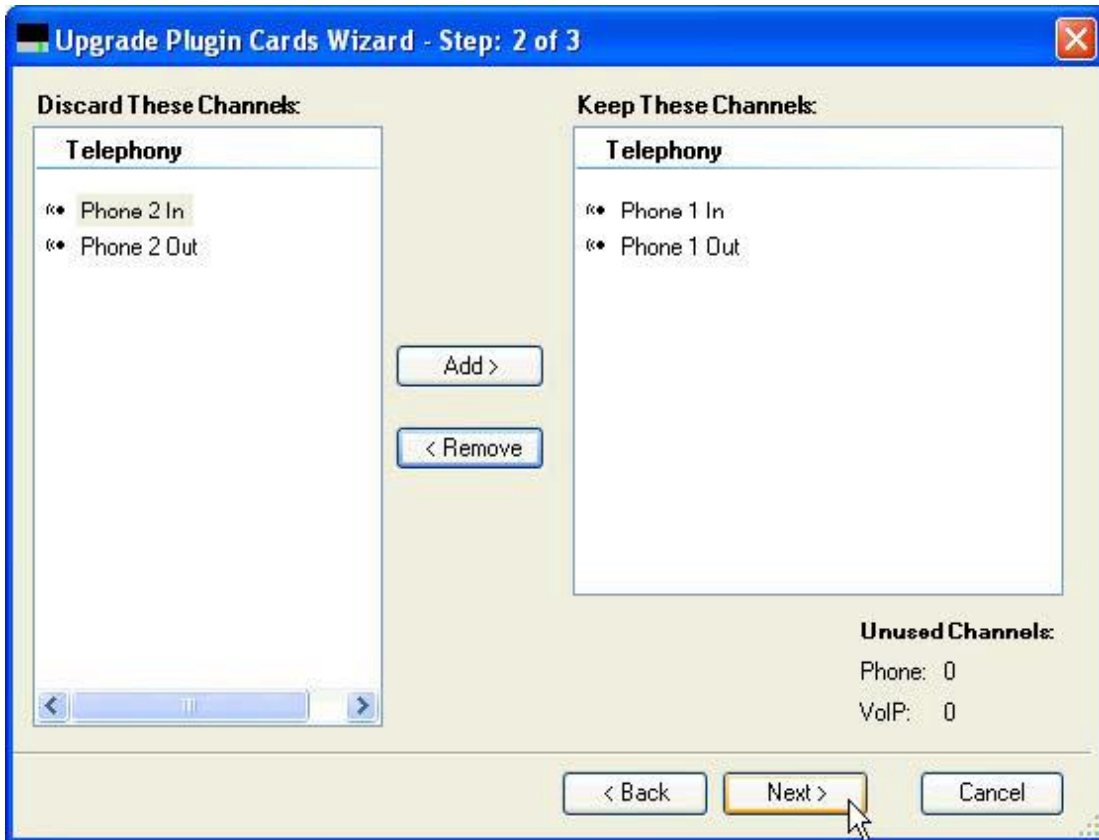 Upgrade Plugin Cards Wizard - Step: 2 of 3
Discard These Channels:
Telephony
Phone 2 In
Phone 2 Out
Add >
< Remove
Keep These Channels:
Telephony
Phone 1 In
Phone 1 Out
Unused Channels:
Phone: 0
VoIP: 0
< Back
Next >
Cancel